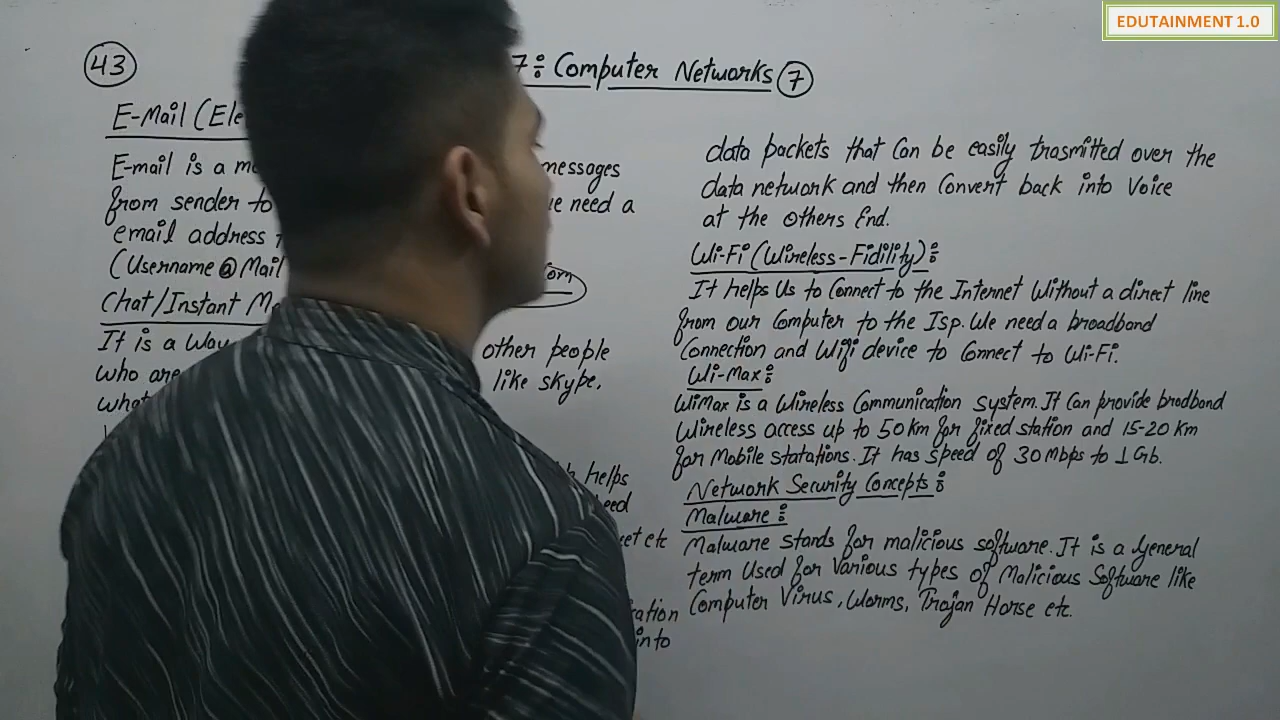 EDUTAINMENT 1.0
43
7: Computer Networks 7
E-Mail (Ele
E-mail is a messages
from sender to need a
email address
(Username@Mail
Chat/Instant
It is a Way other people
who are like skype.
what
helps
etc
into
data packets that Can be easily trasmitted over the
data network and then Convert back into Voice
at the others End.
Wi-Fi (Wireless-Fidility):
It helps Us to Connect to the Internet Without a direct line
from our Computer to the Isp. We need a broadband
Connection and Wifi device to Connect to Wi-Fi.
Wi-Max:
WiMax is a Wireless Communication system. It Can provide brodband
Wireless access up to 50 Km for fixed station and 15-20 Km
for Mobile statations. It has speed of 30 Mbps to 1 Gb.
Network Security Concepts:
Malware:
Malware stands for malicious software. It is a General
term Used for Various types of Malicious Software like
Computer Virus, Worms, Trojan Horse etc.